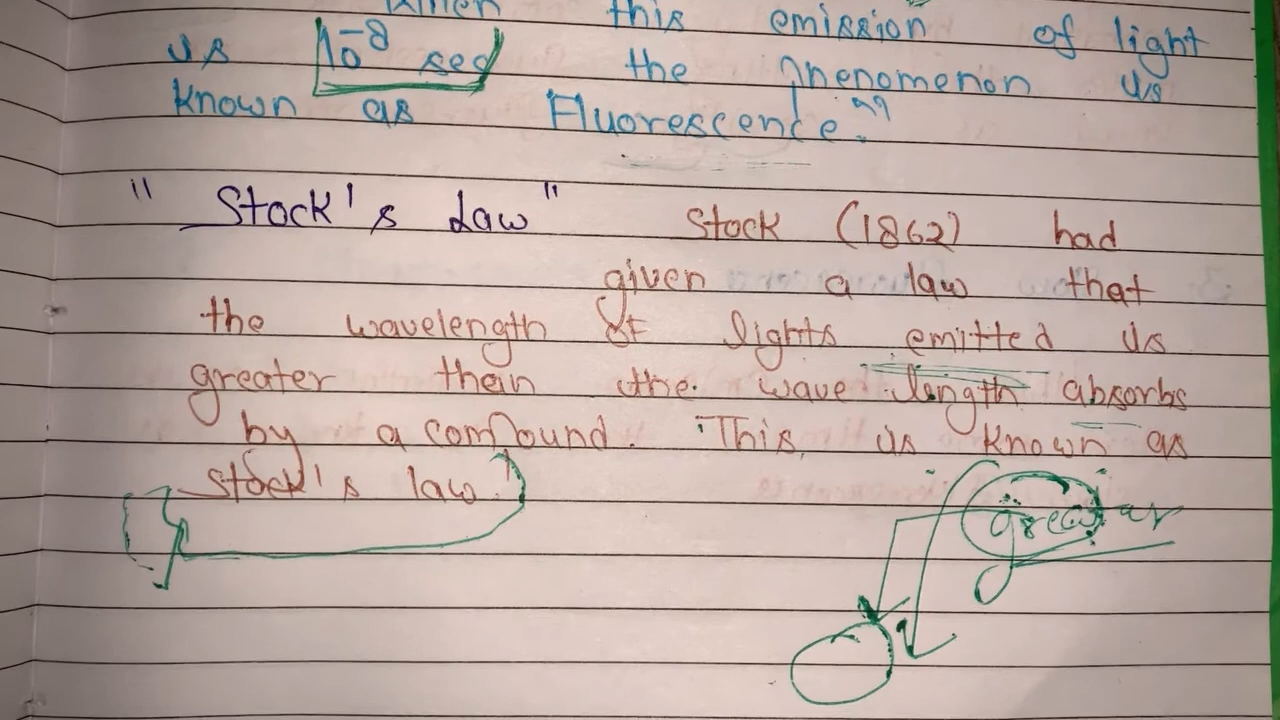 when this emission of light
is 10⁻⁸ sec the phenomenon is
known as Fluorescence."
"Stock's Law" Stock (1862) had
given a law that
the wavelength of lights emitted is
greater than the wave length absorbs
by a compound. This is known as
Stock's law.
greater